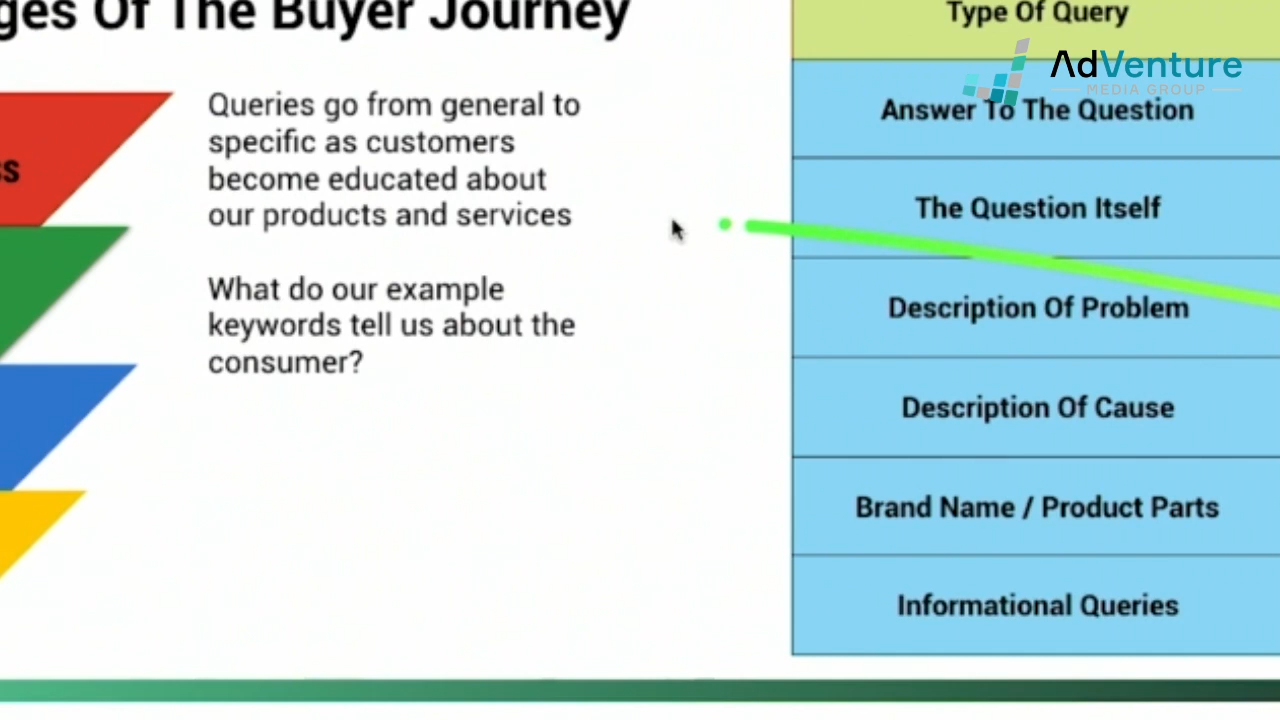 ges Of The Buyer Journey
ss
Queries go from general to
specific as customers
become educated about
our products and services
What do our example
keywords tell us about the
consumer?
Type Of Query
AdVenture
MEDIA GROUP
Answer To The Question
The Question Itself
Description Of Problem
Description Of Cause
Brand Name / Product Parts
Informational Queries